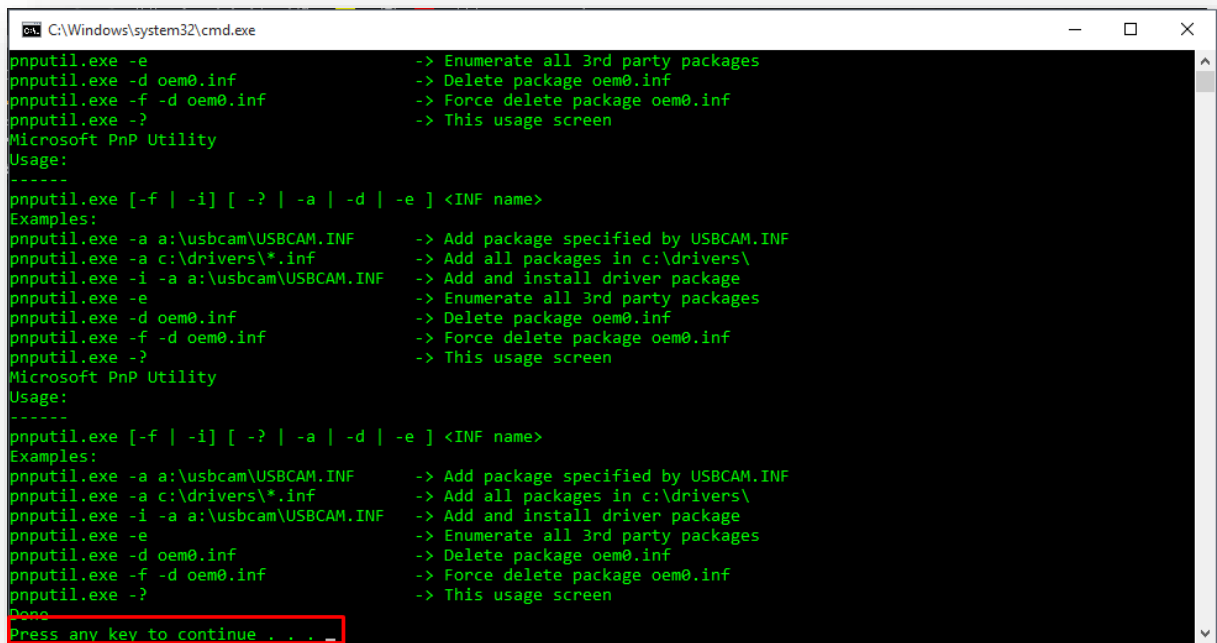 C:\Windows\system32\cmd.exe
pnputil.exe -e -> Enumerate all 3rd party packages
pnputil.exe -d oem0.inf -> Delete package oem0.inf
pnputil.exe -f -d oem0.inf -> Force delete package oem0.inf
pnputil.exe -? -> This usage screen
Microsoft PnP Utility
Usage:
------
pnputil.exe [-f | -i] [ -? | -a | -d | -e ] <INF name>
Examples:
pnputil.exe -a a:\usbcam\USBCAM.INF -> Add package specified by USBCAM.INF
pnputil.exe -a c:\drivers\*.inf -> Add all packages in c:\drivers\
pnputil.exe -i -a a:\usbcam\USBCAM.INF -> Add and install driver package
pnputil.exe -e -> Enumerate all 3rd party packages
pnputil.exe -d oem0.inf -> Delete package oem0.inf
pnputil.exe -f -d oem0.inf -> Force delete package oem0.inf
pnputil.exe -? -> This usage screen
Microsoft PnP Utility
Usage:
------
pnputil.exe [-f | -i] [ -? | -a | -d | -e ] <INF name>
Examples:
pnputil.exe -a a:\usbcam\USBCAM.INF -> Add package specified by USBCAM.INF
pnputil.exe -a c:\drivers\*.inf -> Add all packages in c:\drivers\
pnputil.exe -i -a a:\usbcam\USBCAM.INF -> Add and install driver package
pnputil.exe -e -> Enumerate all 3rd party packages
pnputil.exe -d oem0.inf -> Delete package oem0.inf
pnputil.exe -f -d oem0.inf -> Force delete package oem0.inf
pnputil.exe -? -> This usage screen
Done
Press any key to continue . . . _